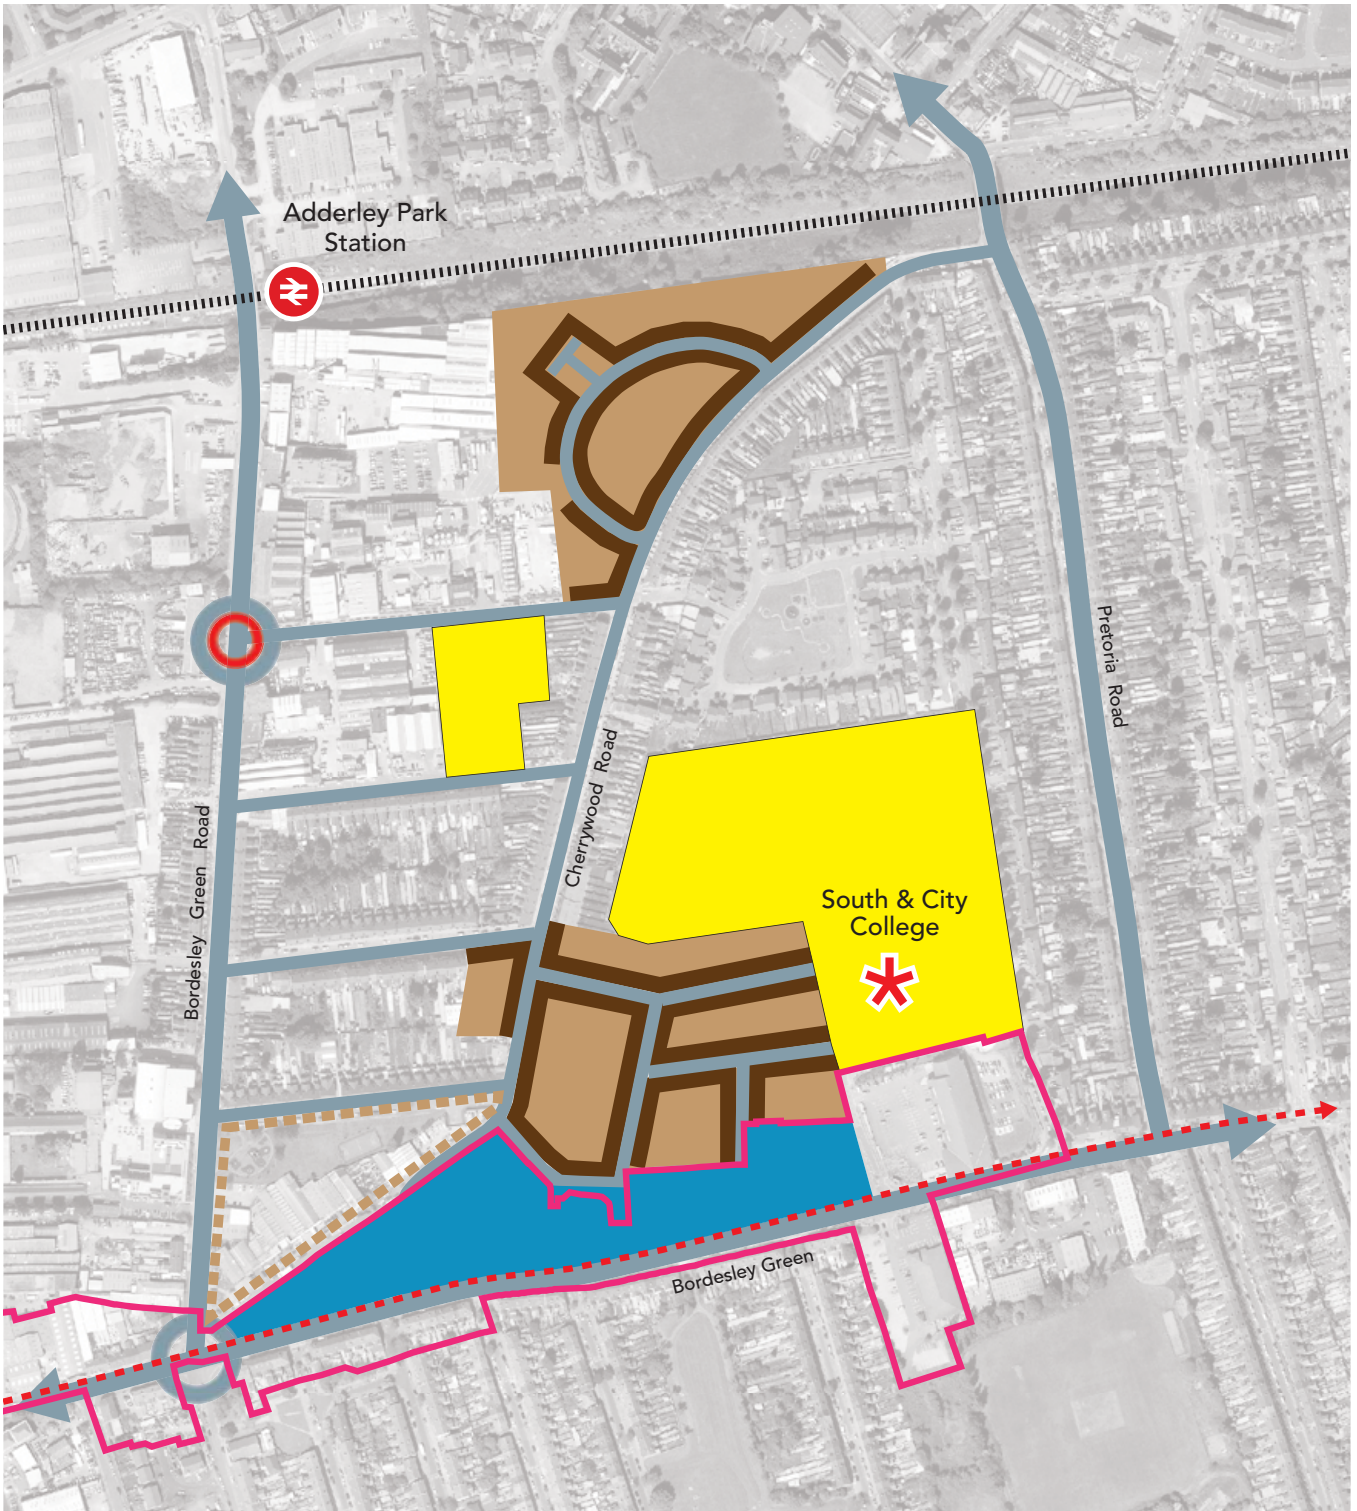 Adderley Park
Station
Pretoria Road
Cherrywood Road
Bordesley Green Road
South & City
College
Bordesley Green